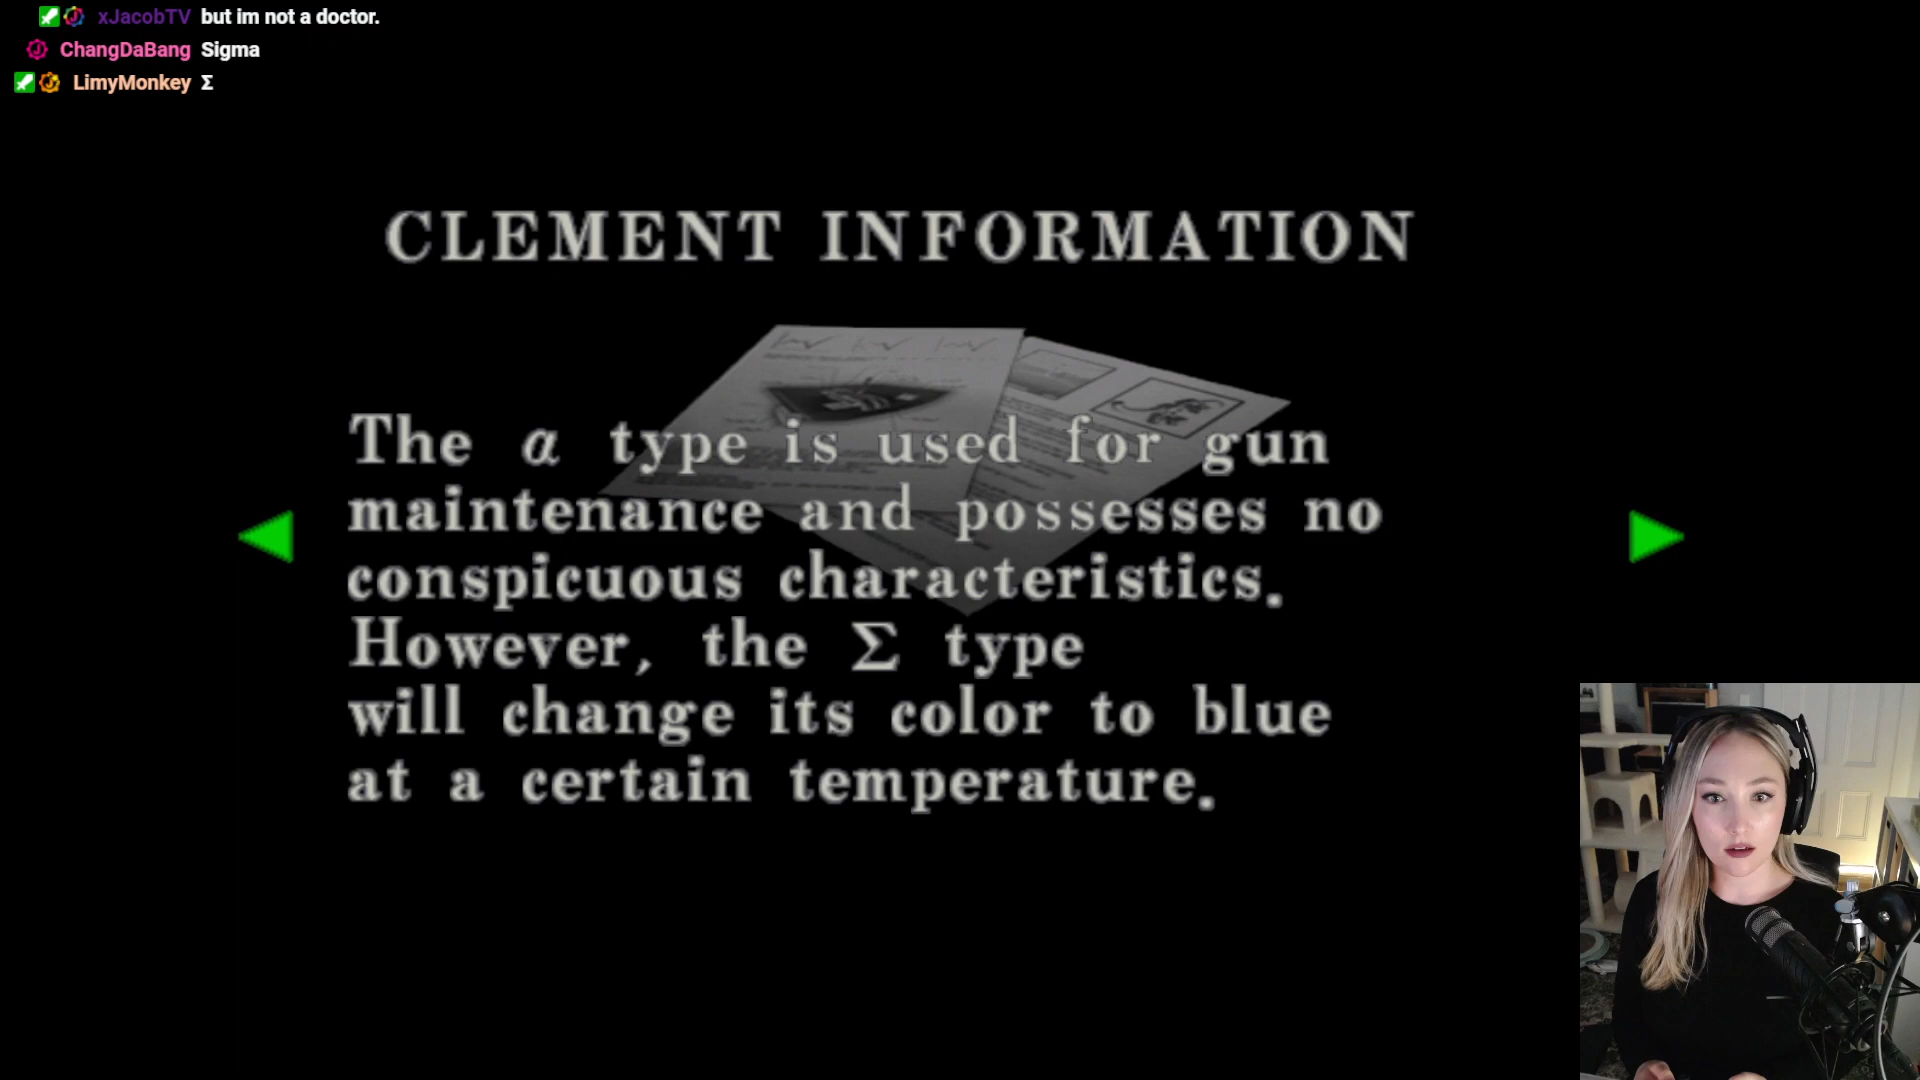 xJacobTV but im not a doctor.
ChangDaBang Sigma
LimyMonkey Σ
CLEMENT INFORMATION
The α type is used for gun
maintenance and possesses no
conspicuous characteristics.
However, the Σ type
will change its color to blue
at a certain temperature.